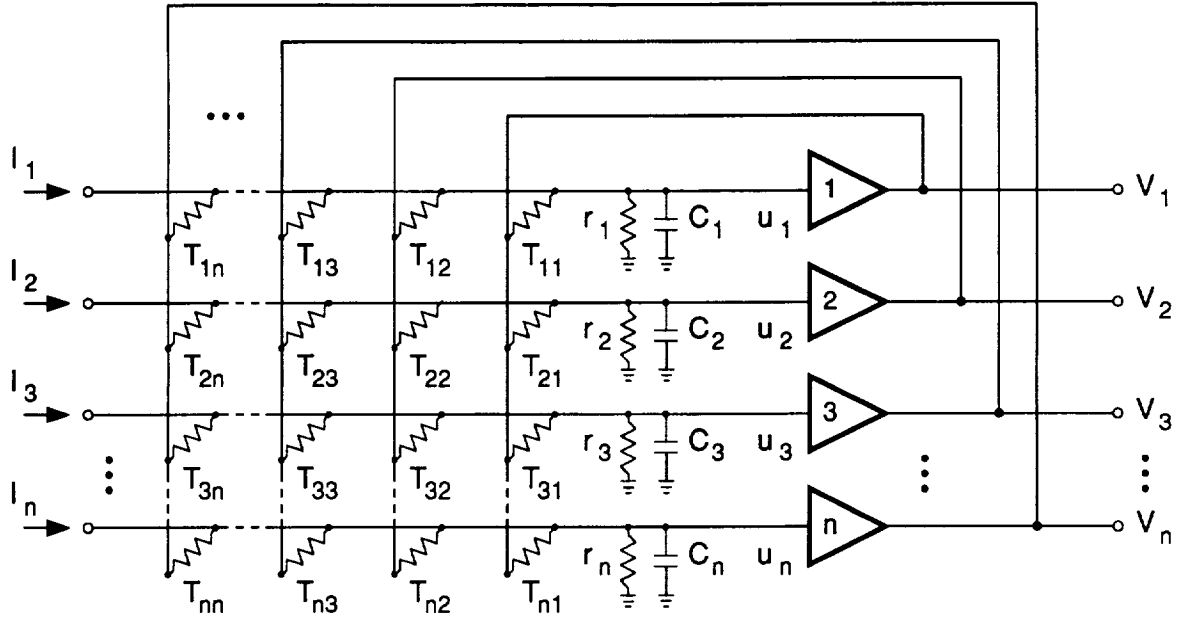 ...
I₁ 1 V₁
r₁ C₁ u₁
T₁ₙ T₁₃ T₁₂ T₁₁
I₂ 2 V₂
r₂ C₂ u₂
T₂ₙ T₂₃ T₂₂ T₂₁
I₃ 3 V₃
r₃ C₃ u₃
T₃ₙ T₃₃ T₃₂ T₃₁
Iₙ n Vₙ
rₙ Cₙ uₙ
Tₙₙ Tₙ₃ Tₙ₂ Tₙ₁